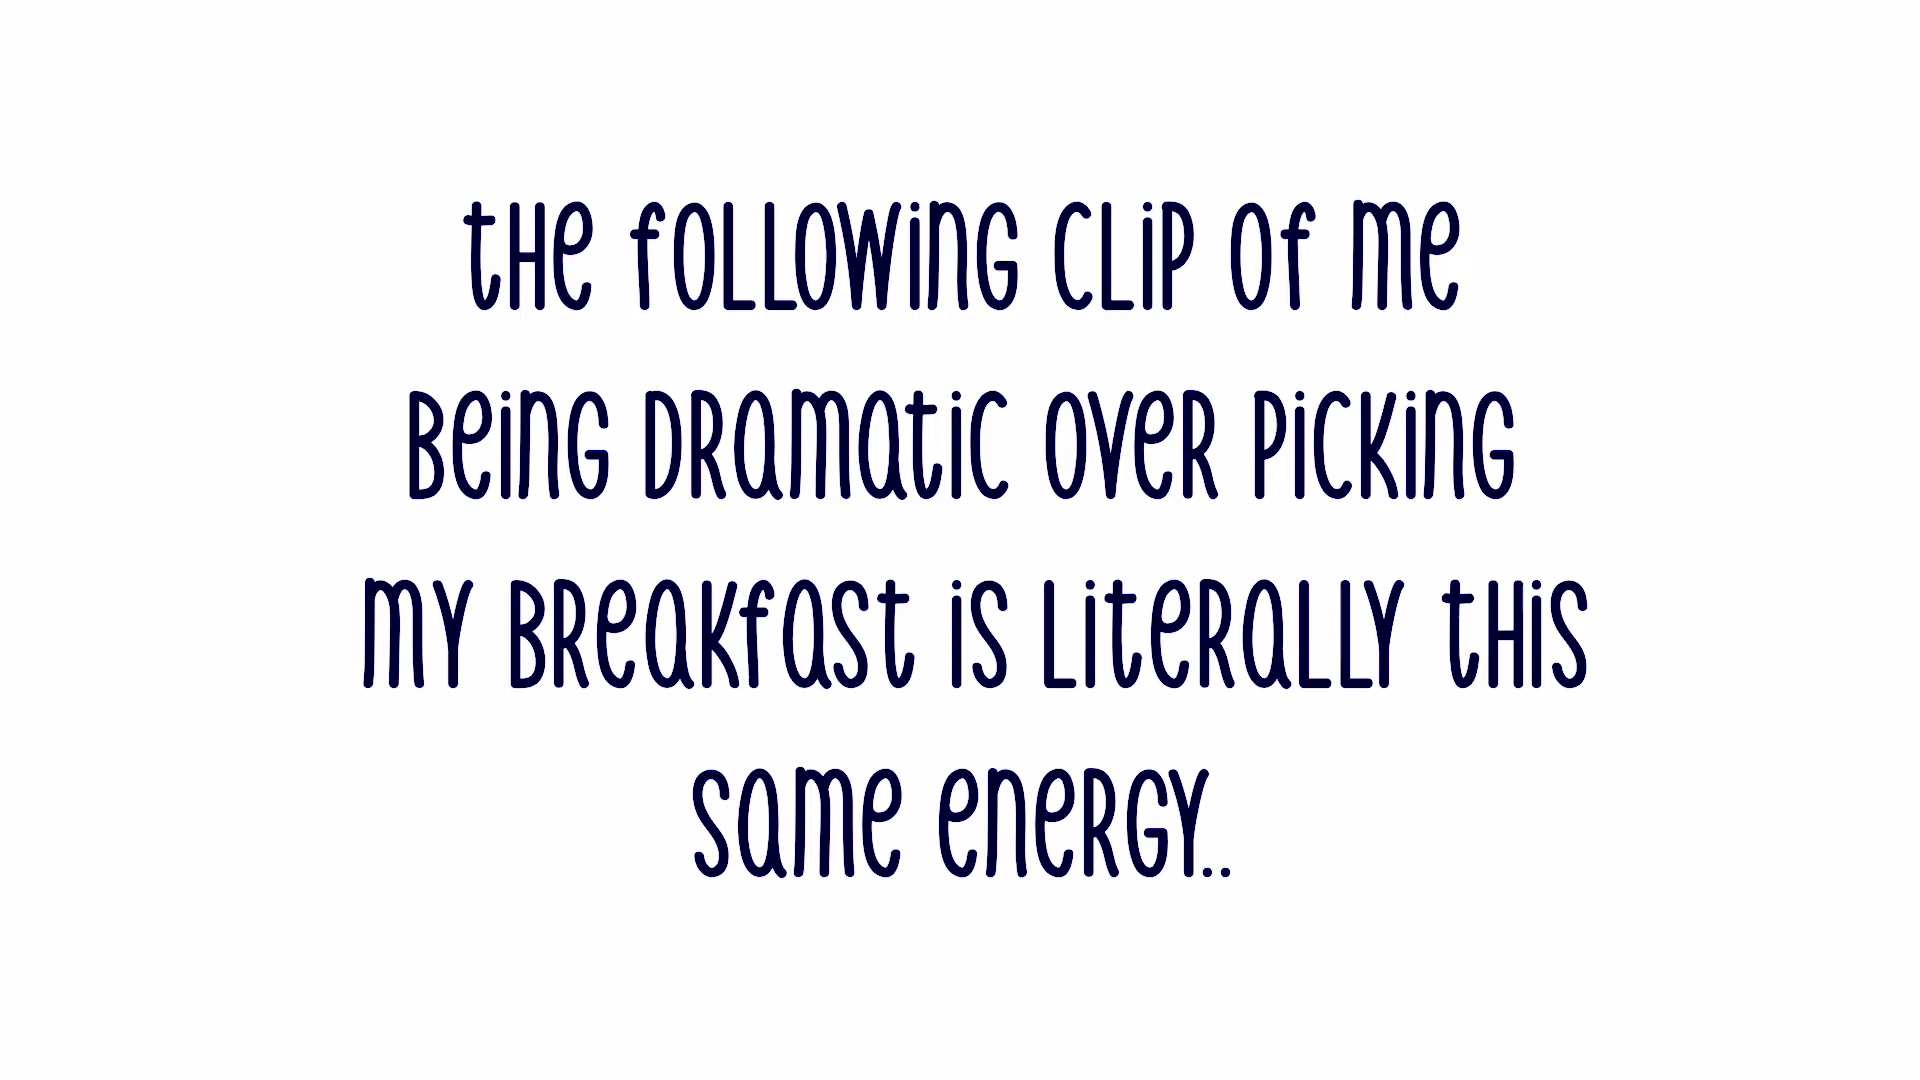 the following clip of me
being dramatic over picking
my breakfast is literally this
same energy..